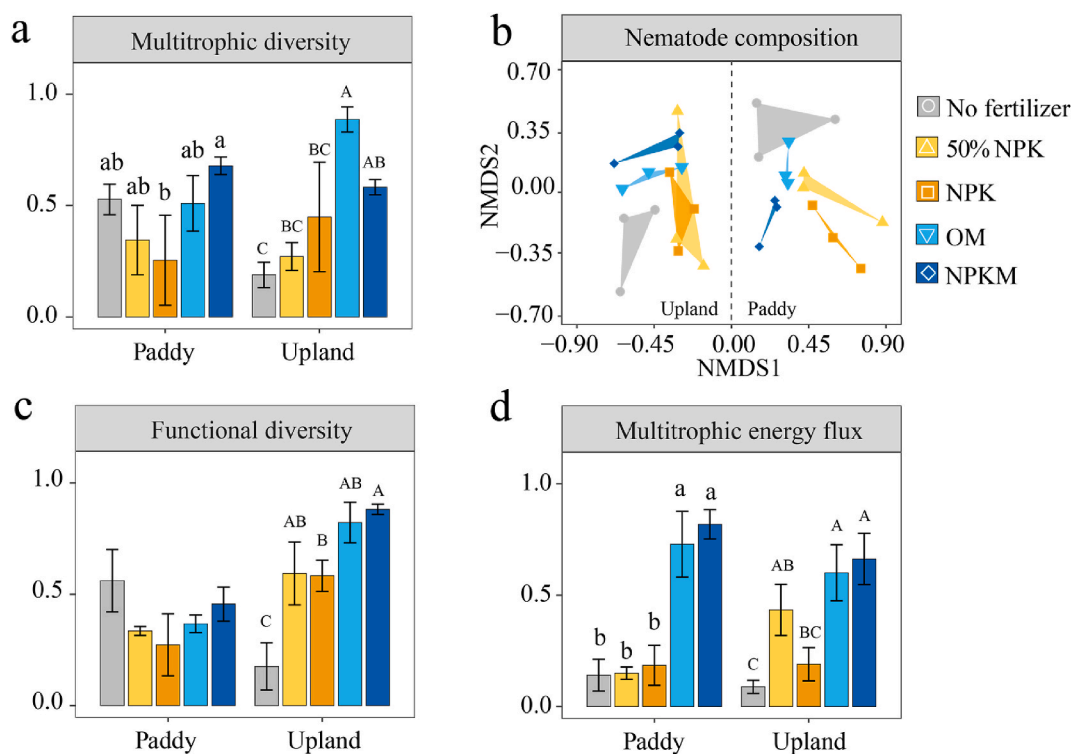 a
Multitrophic diversity
1.0
0.5
0.0
ab
ab
b
ab
a
C
BC
BC
A
AB
Paddy
Upland
b
Nematode composition
0.70
0.35
0.00
−0.35
−0.70
NMDS2
Upland
Paddy
−0.90
−0.45
0.00
0.45
0.90
NMDS1
No fertilizer
50% NPK
NPK
OM
NPKM
c
Functional diversity
1.0
0.5
0.0
C
AB
B
AB
A
Paddy
Upland
d
Multitrophic energy flux
1.0
0.5
0.0
b
b
b
a
a
C
AB
BC
A
A
Paddy
Upland